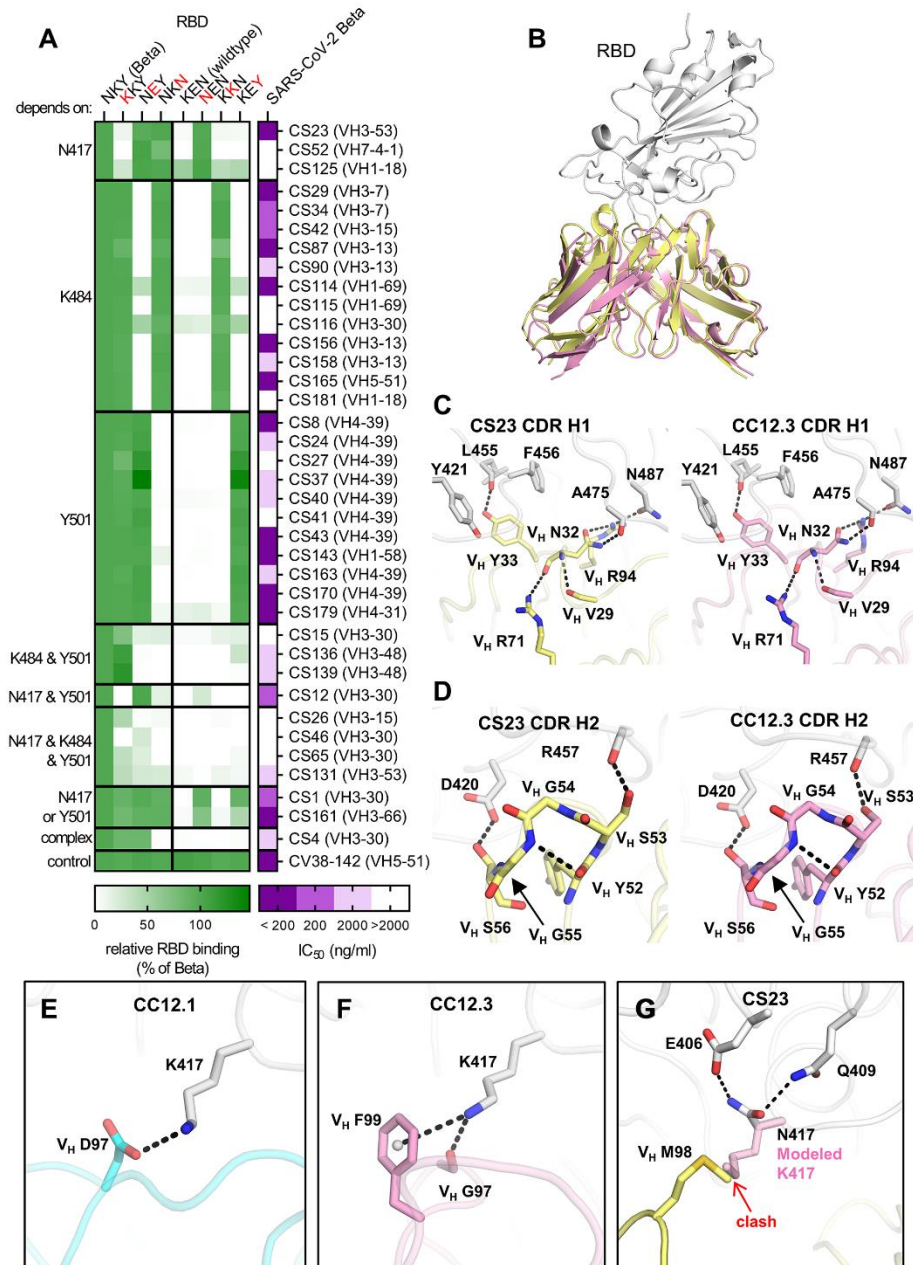 A
RBD
NKY (Beta)
KKY
NEY
NKN
KEN (wildtype)
NEN
KKN
KEY
SARS-CoV-2 Beta
depends on:
N417
CS23 (VH3-53)
CS52 (VH7-4-1)
CS125 (VH1-18)
K484
CS29 (VH3-7)
CS34 (VH3-7)
CS42 (VH3-15)
CS87 (VH3-13)
CS90 (VH3-13)
CS114 (VH1-69)
CS115 (VH1-69)
CS116 (VH3-30)
CS156 (VH3-13)
CS158 (VH3-13)
CS165 (VH5-51)
CS181 (VH1-18)
Y501
CS8 (VH4-39)
CS24 (VH4-39)
CS27 (VH4-39)
CS37 (VH4-39)
CS40 (VH4-39)
CS41 (VH4-39)
CS43 (VH4-39)
CS143 (VH1-58)
CS163 (VH4-39)
CS170 (VH4-39)
CS179 (VH4-31)
K484 & Y501
CS15 (VH3-30)
CS136 (VH3-48)
CS139 (VH3-48)
N417 & Y501
CS12 (VH3-30)
N417 & K484
& Y501
CS26 (VH3-15)
CS46 (VH3-30)
CS65 (VH3-30)
CS131 (VH3-53)
N417
or Y501
CS1 (VH3-30)
CS161 (VH3-66)
complex
CS4 (VH3-30)
control
CV38-142 (VH5-51)
0 50 100
relative RBD binding
(% of Beta)
< 200 200 2000 >2000
IC50 (ng/ml)
B
RBD
C
CS23 CDR H1
L455
F456
Y421
N487
A475
VH N32
VH Y33
VH R94
VH V29
VH R71
CC12.3 CDR H1
L455
F456
Y421
N487
A475
VH N32
VH Y33
VH R94
VH V29
VH R71
D
CS23 CDR H2
R457
D420
VH G54
VH S53
VH Y52
VH S56
VH G55
CC12.3 CDR H2
R457
D420
VH G54
VH S53
VH Y52
VH S56
VH G55
E
CC12.1
K417
VH D97
F
CC12.3
K417
VH F99
VH G97
G
CS23
E406
Q409
N417
Modeled
K417
VH M98
clash